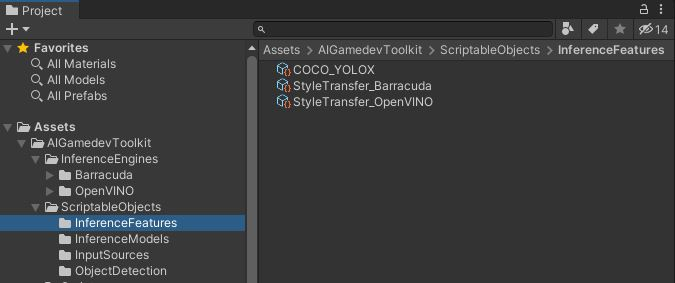 Project
14
Favorites
All Materials
All Models
All Prefabs
Assets
AIGamedevToolkit
InferenceEngines
Barracuda
OpenVINO
ScriptableObjects
InferenceFeatures
InferenceModels
InputSources
ObjectDetection
Assets > AIGamedevToolkit > ScriptableObjects > InferenceFeatures
COCO_YOLOX
StyleTransfer_Barracuda
StyleTransfer_OpenVINO